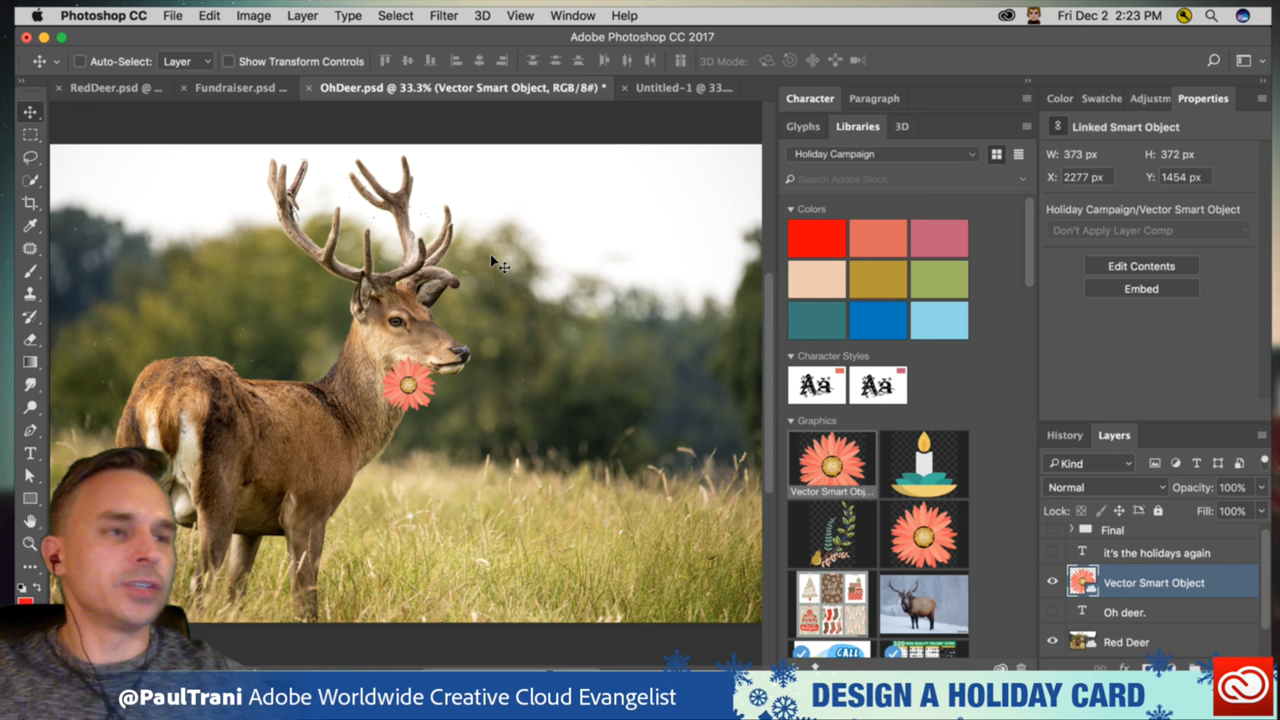 Photoshop CC File Edit Image Layer Type Select Filter 3D View Window Help Fri Dec 2 2:23 PM
Adobe Photoshop CC 2017
Auto-Select: Layer Show Transform Controls 3D Mode:
× RedDeer.psd @ ... × Fundraiser.psd ... × OhDeer.psd @ 33.3% (Vector Smart Object, RGB/8#) * × Untitled-1 @ 33....
Character Paragraph
Glyphs Libraries 3D
Holiday Campaign
Search Adobe Stock
Colors
Character Styles
Aa Aa
Graphics
Vector Smart Obj...
CALL
Color Swatche Adjustm Properties
Linked Smart Object
W: 373 px H: 372 px
X: 2277 px Y: 1454 px
Holiday Campaign/Vector Smart Object
Don't Apply Layer Comp
Edit Contents
Embed
History Layers
Kind
Normal Opacity: 100%
Lock: Fill: 100%
Final
T it's the holidays again
Vector Smart Object
T Oh deer.
Red Deer
fx
@PaulTrani Adobe Worldwide Creative Cloud Evangelist
DESIGN A HOLIDAY CARD